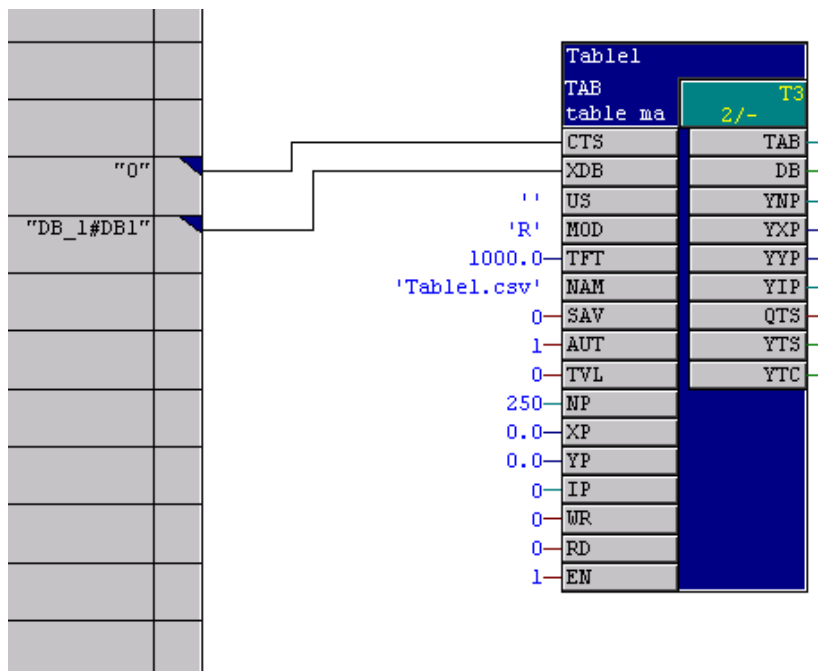 "0"
"DB_1#DB1"
Table1
TAB
table ma
T3
2/-
CTS
TAB
XDB
DB
''
US
YNP
'R'
MOD
YXP
1000.0
TFT
YYP
'Table1.csv'
NAM
YIP
0
SAV
QTS
1
AUT
YTS
0
TVL
YTC
250
NP
0.0
XP
0.0
YP
0
IP
0
WR
0
RD
1
EN